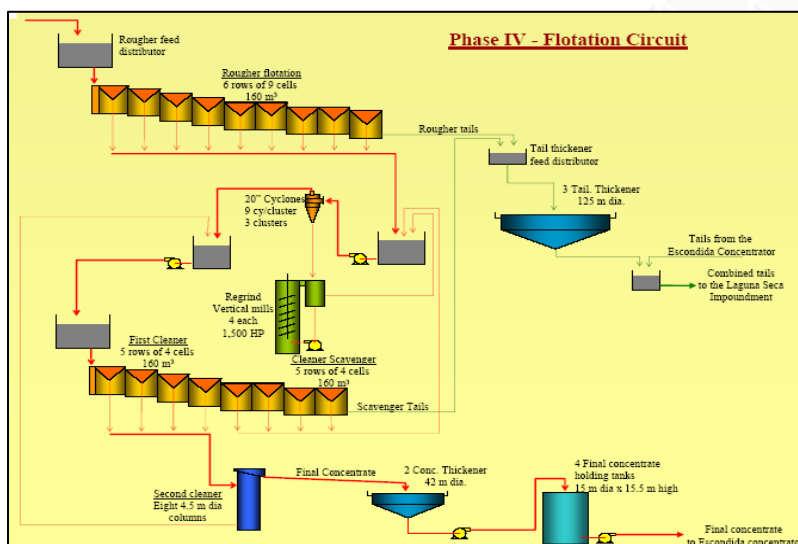 Phase IV - Flotation Circuit
Rougher feed
distributor
Rougher flotation
6 rows of 9 cells
160 m³
Rougher tails
Tail thickener
feed distributor
3 Tail. Thickener
125 m dia.
20" Cyclones
9 cy/cluster
3 clusters
Tails from the
Escondida Concentrator
Combined tails
to the Laguna Seca
Impoundment
Regrind
Vertical mills
4 each
1,500 HP
First Cleaner
5 rows of 4 cells
160 m³
Cleaner Scavenger
5 rows of 4 cells
160 m³
Scavenger Tails
Final Concentrate
2 Conc. Thickener
42 m dia.
4 Final concentrate
holding tanks
15 m dia x 15.5 m high
Second cleaner
Eight 4.5 m dia
columns
Final concentrate
to Escondida concentrato